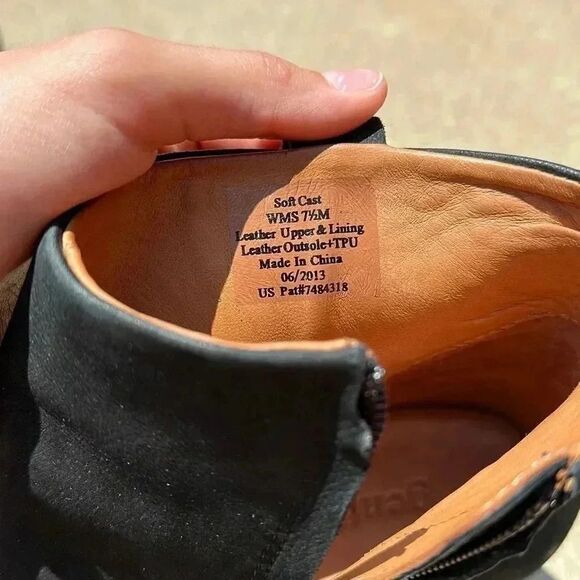 Soft Cast
WMS 7½M
Leather Upper & Lining
Leather Outsole+TPU
Made In China
06/2013
US Pat#7484318